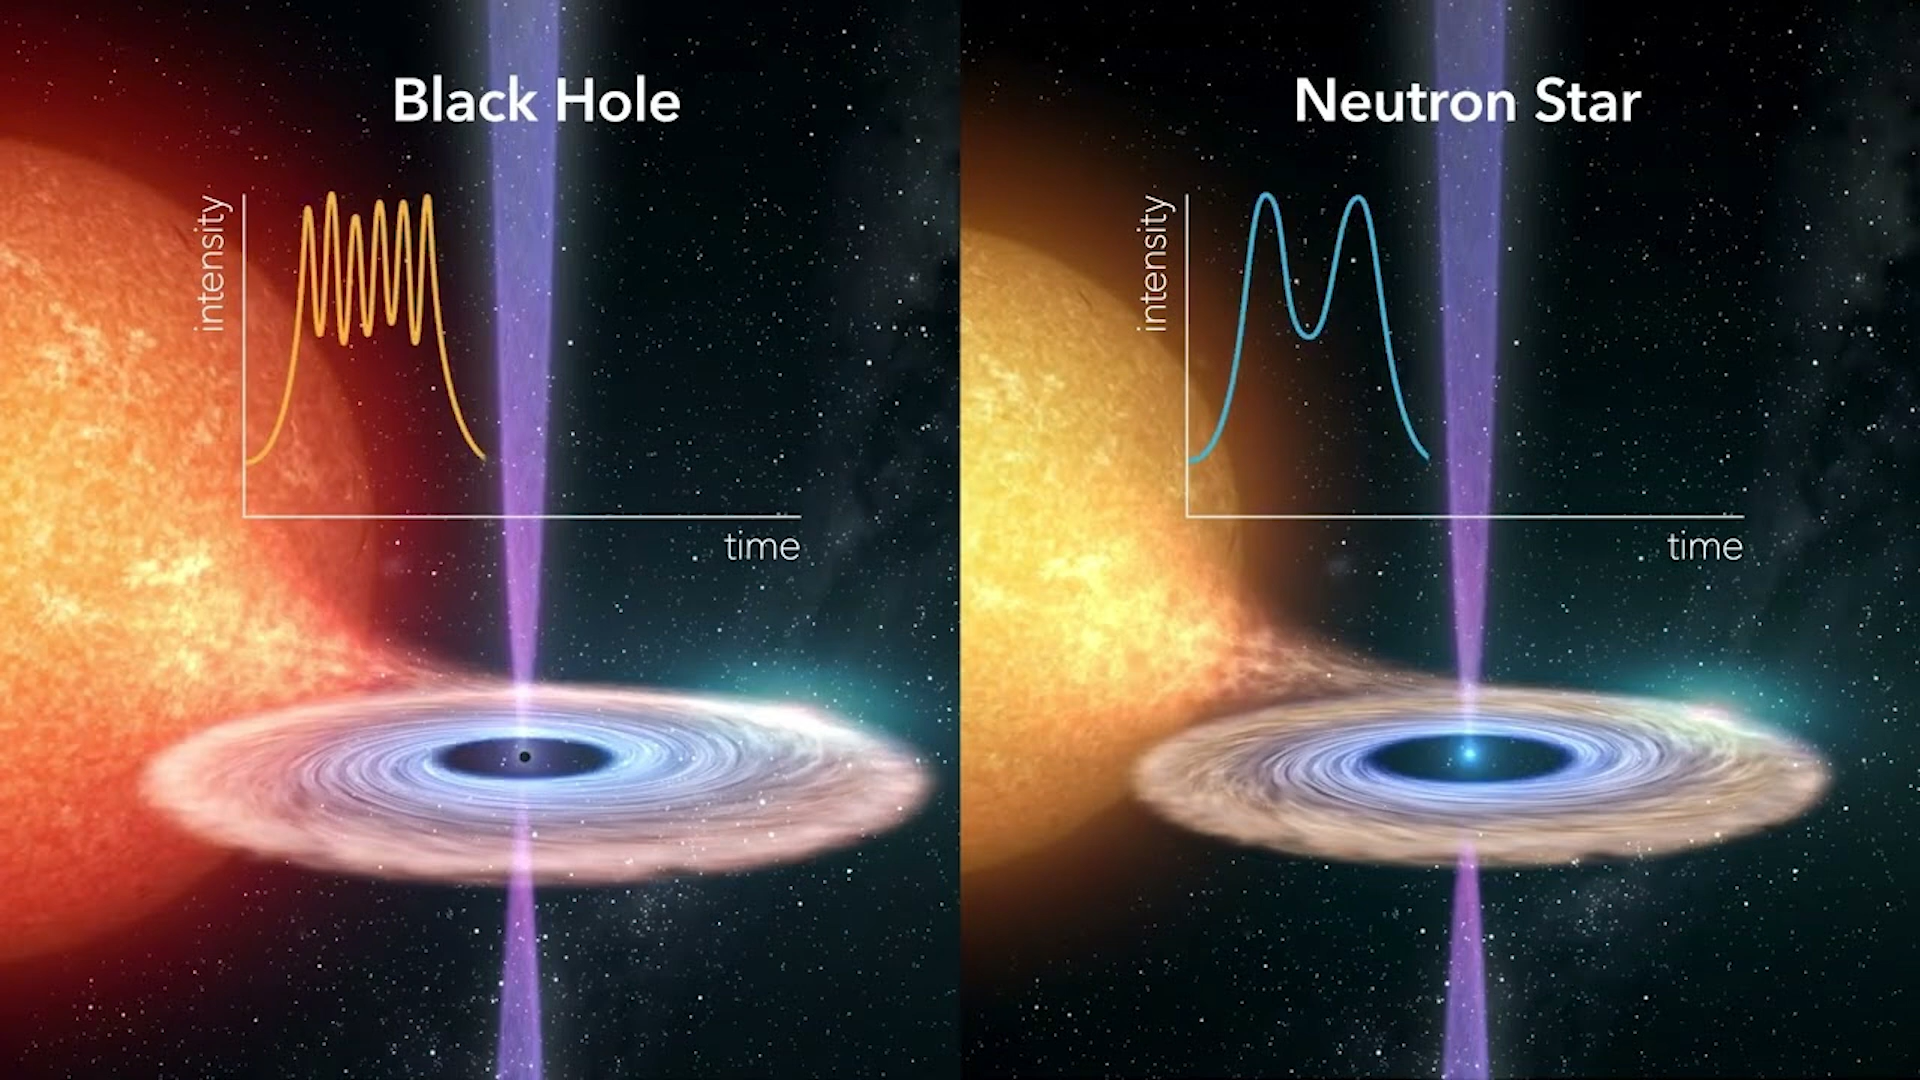 Black Hole
intensity
time
Neutron Star
intensity
time